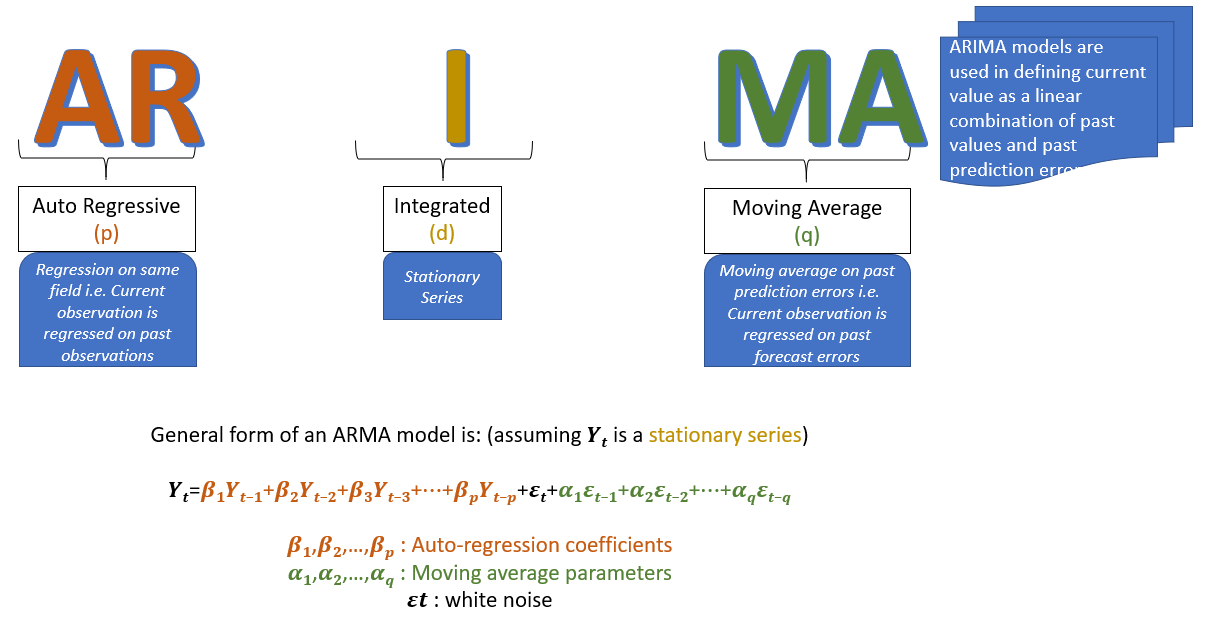 AR
I
MA
ARIMA models are
used in defining current
value as a linear
combination of past
values and past
prediction error
Auto Regressive
(p)
Integrated
(d)
Moving Average
(q)
Regression on same
field i.e. Current
observation is
regressed on past
observations
Stationary
Series
Moving average on past
prediction errors i.e.
Current observation is
regressed on past
forecast errors
General form of an ARMA model is: (assuming Yₜ is a stationary series)
Yₜ=β₁Yₜ₋₁+β₂Yₜ₋₂+β₃Yₜ₋₃+⋯+βₚYₜ₋ₚ+εₜ+α₁εₜ₋₁+α₂εₜ₋₂+⋯+α_qε_{t−q}
β₁,β₂,…,βₚ : Auto-regression coefficients
α₁,α₂,…,α_q : Moving average parameters
εt : white noise